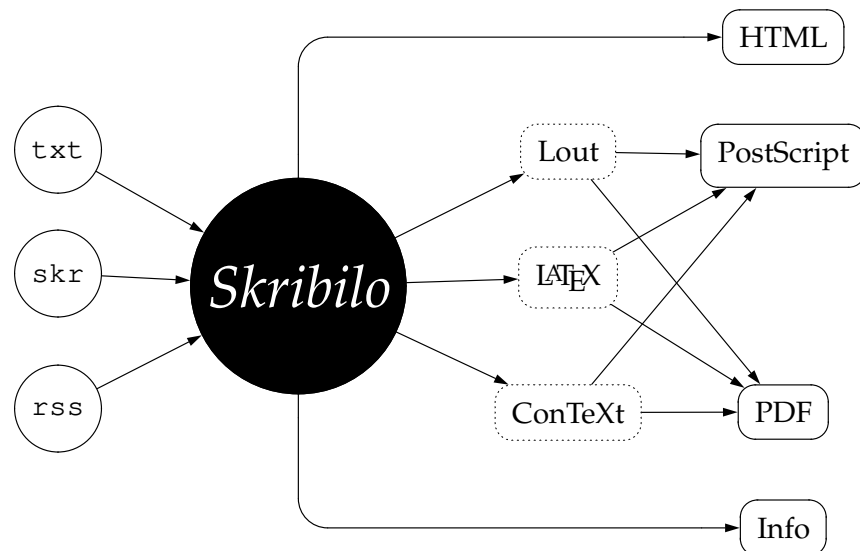 HTML
txt
Lout
PostScript
skr
Skribilo
LATEX
rss
ConTeXt
PDF
Info